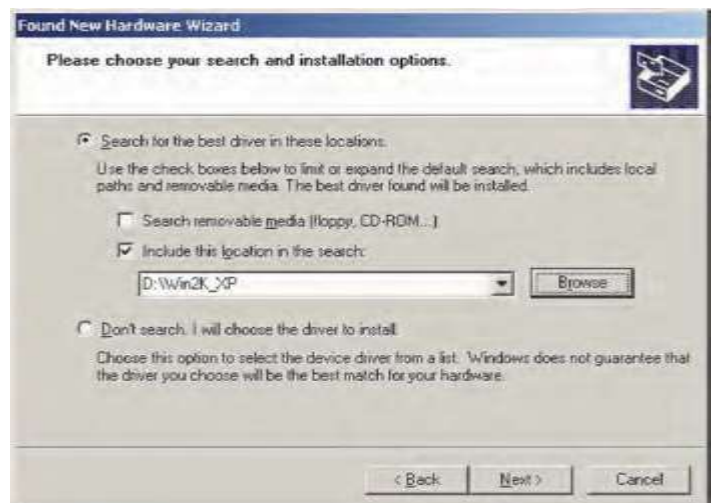 Found New Hardware Wizard
Please choose your search and installation options.
Search for the best driver in these locations.
Use the check boxes below to limit or expand the default search, which includes local
paths and removable media. The best driver found will be installed.
Search removable media (floppy, CD-ROM...)
Include this location in the search:
D:\Win2K_XP
Browse
Don't search. I will choose the driver to install.
Choose this option to select the device driver from a list. Windows does not guarantee that
the driver you choose will be the best match for your hardware.
< Back Next > Cancel